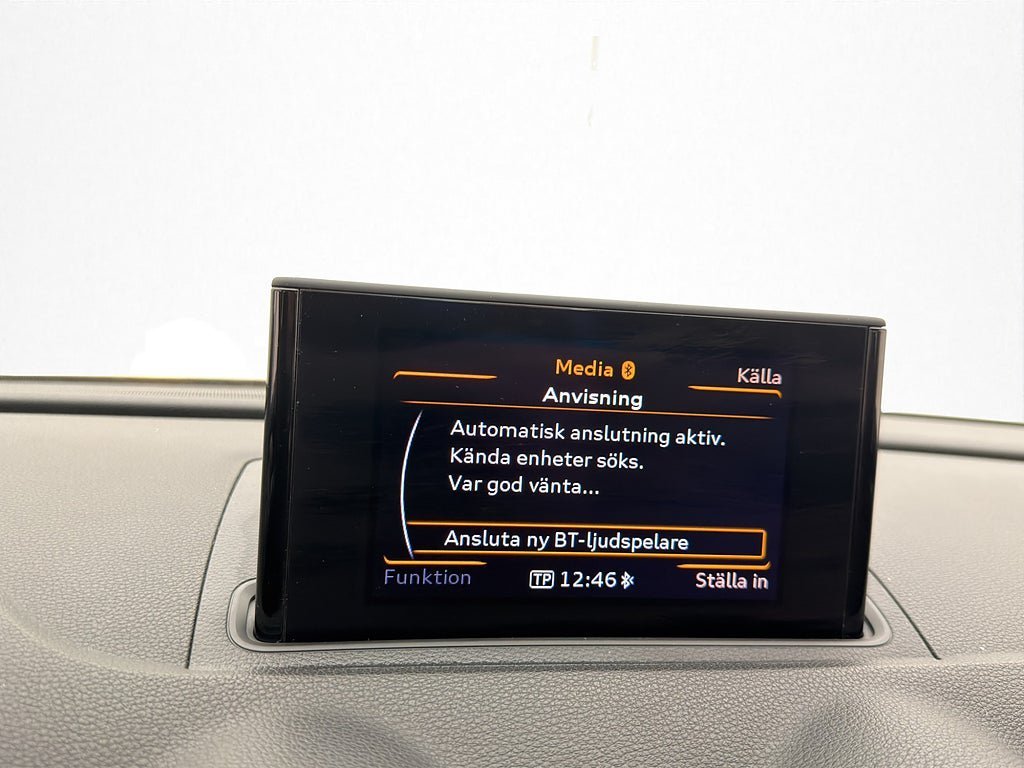 Media
Källa
Anvisning
Automatisk anslutning aktiv.
Kända enheter söks.
Var god vänta...
Ansluta ny BT-ljudspelare
Funktion
TP 12:46
Ställa in